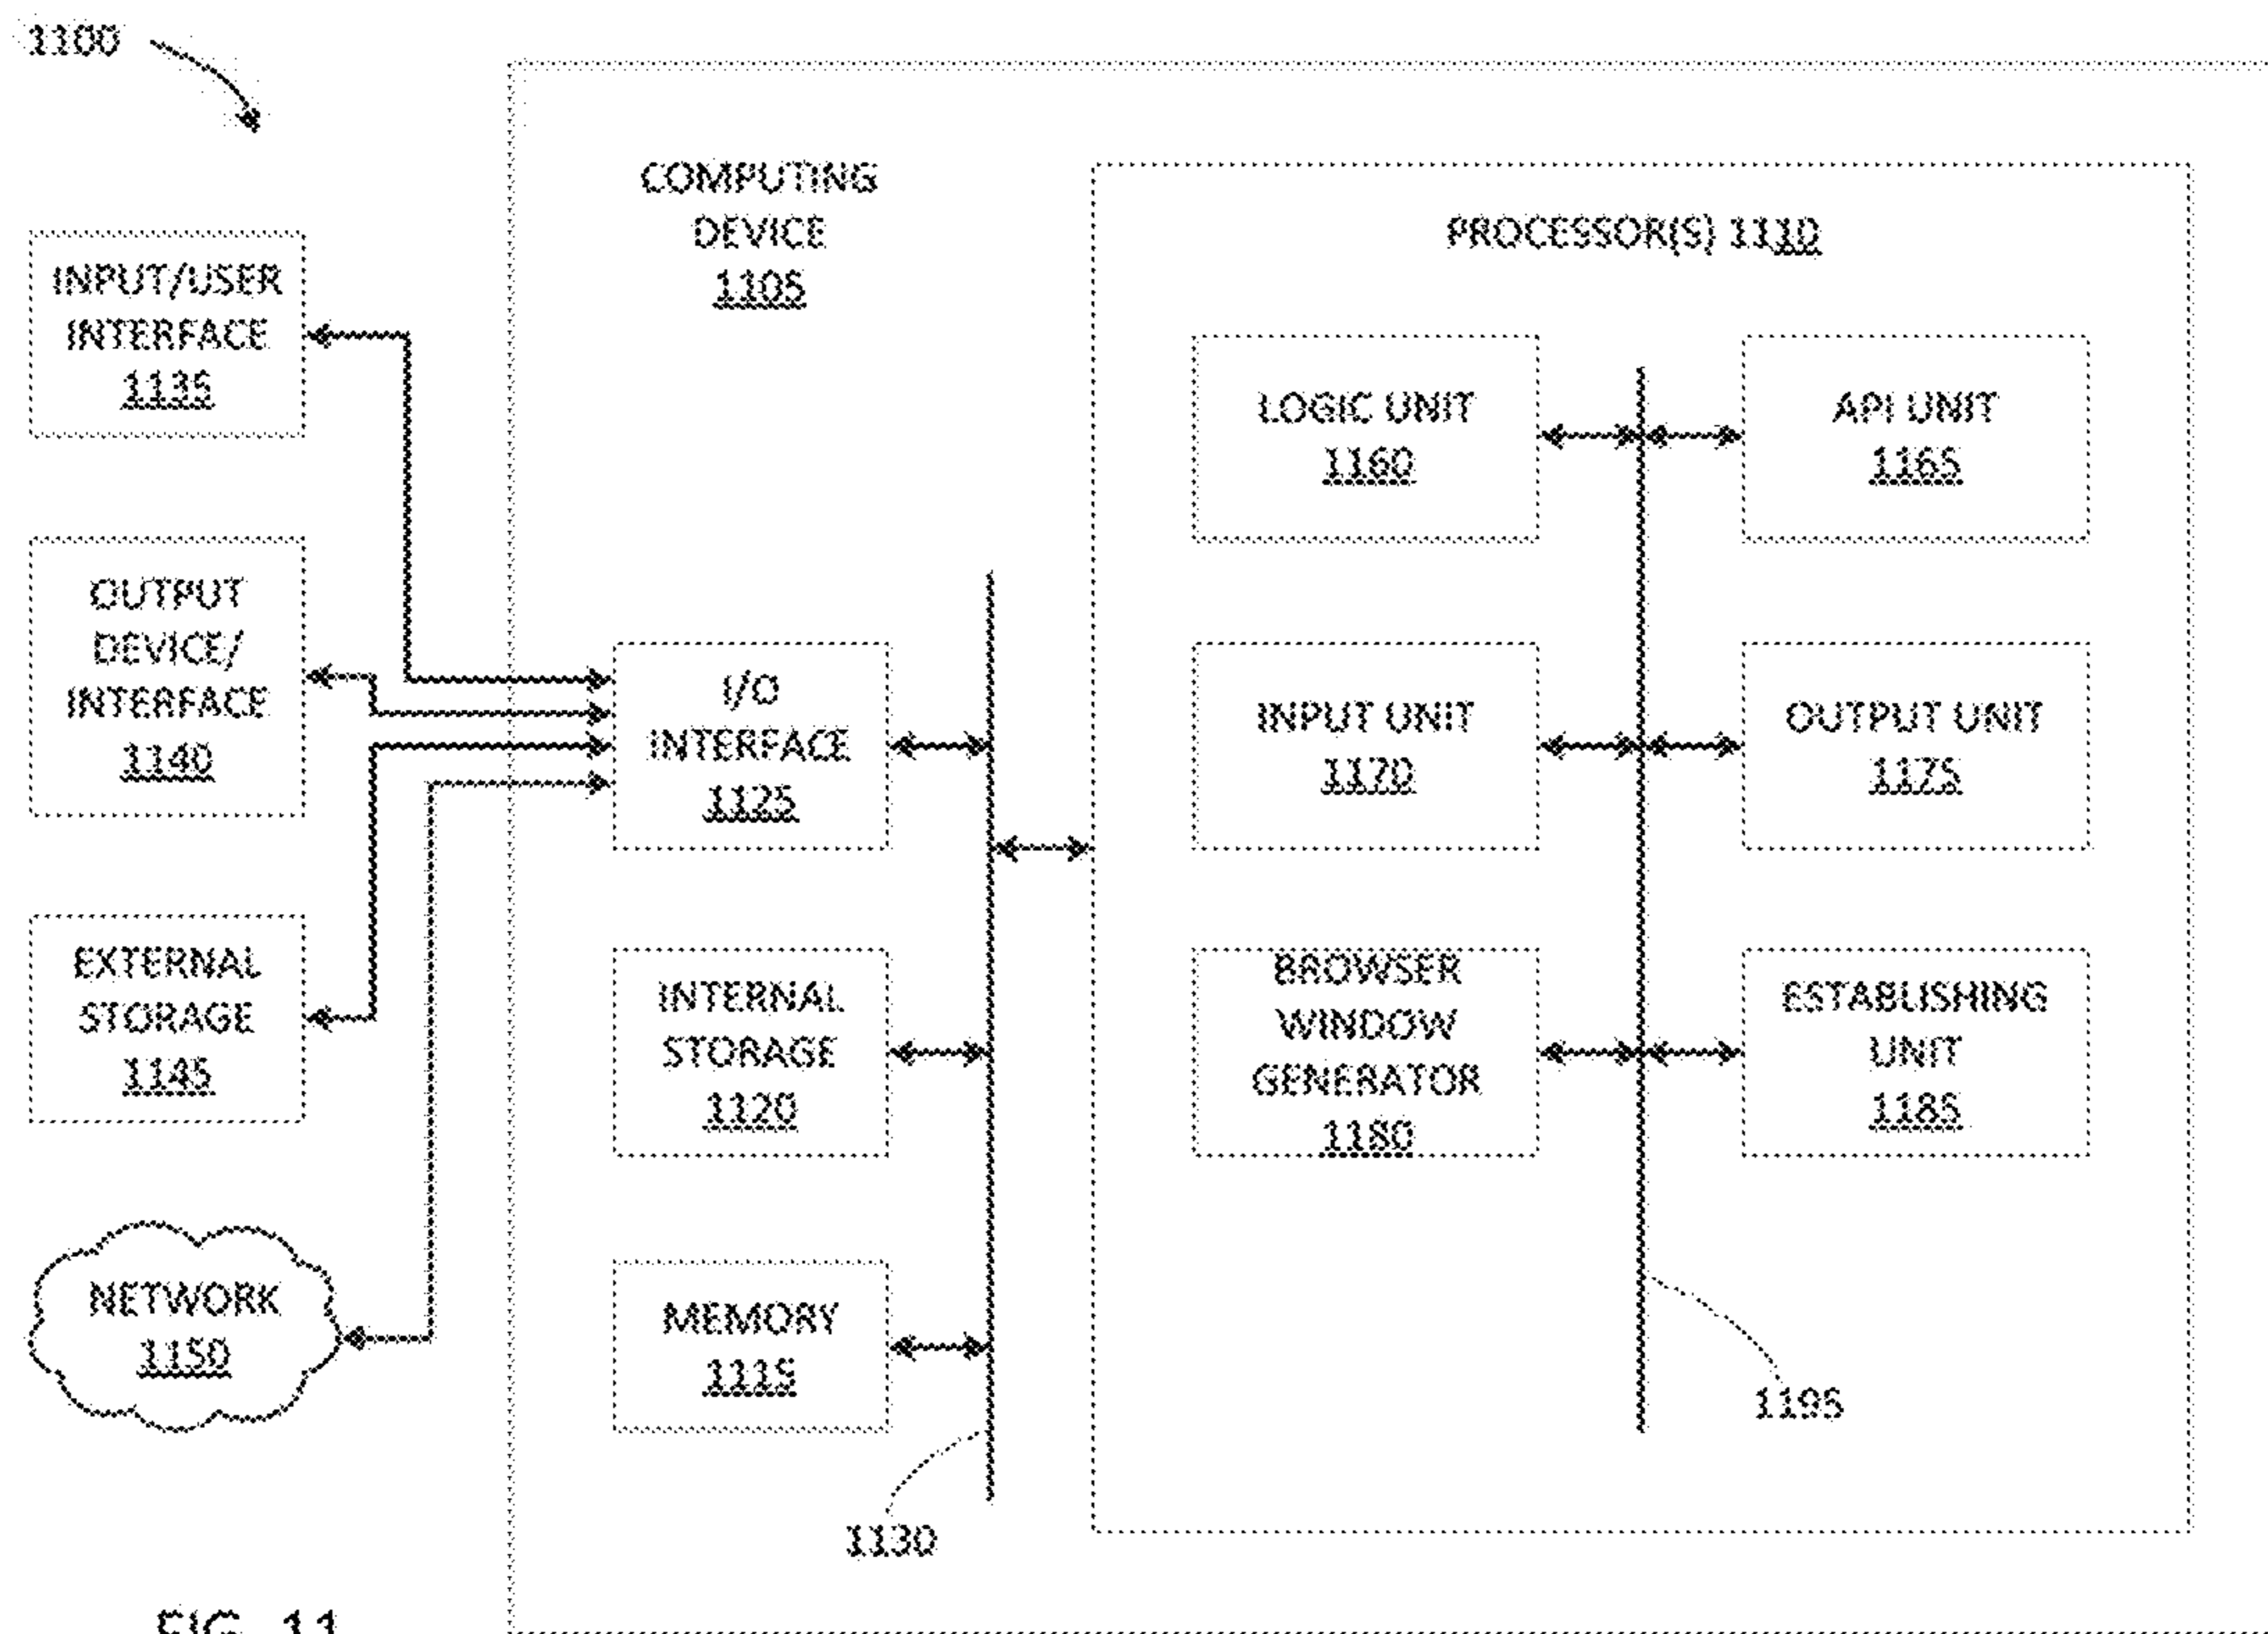 1100
COMPUTING
DEVICE
1105
PROCESSOR(S) 1110
INPUT/USER
INTERFACE
1135
LOGIC UNIT
1160
API UNIT
1165
OUTPUT
DEVICE/
INTERFACE
1140
I/O
INTERFACE
1125
INPUT UNIT
1170
OUTPUT UNIT
1175
EXTERNAL
STORAGE
1145
INTERNAL
STORAGE
1120
BROWSER
WINDOW
GENERATOR
1180
ESTABLISHING
UNIT
1185
NETWORK
1150
MEMORY
1115
1195
1130
FIG. 11